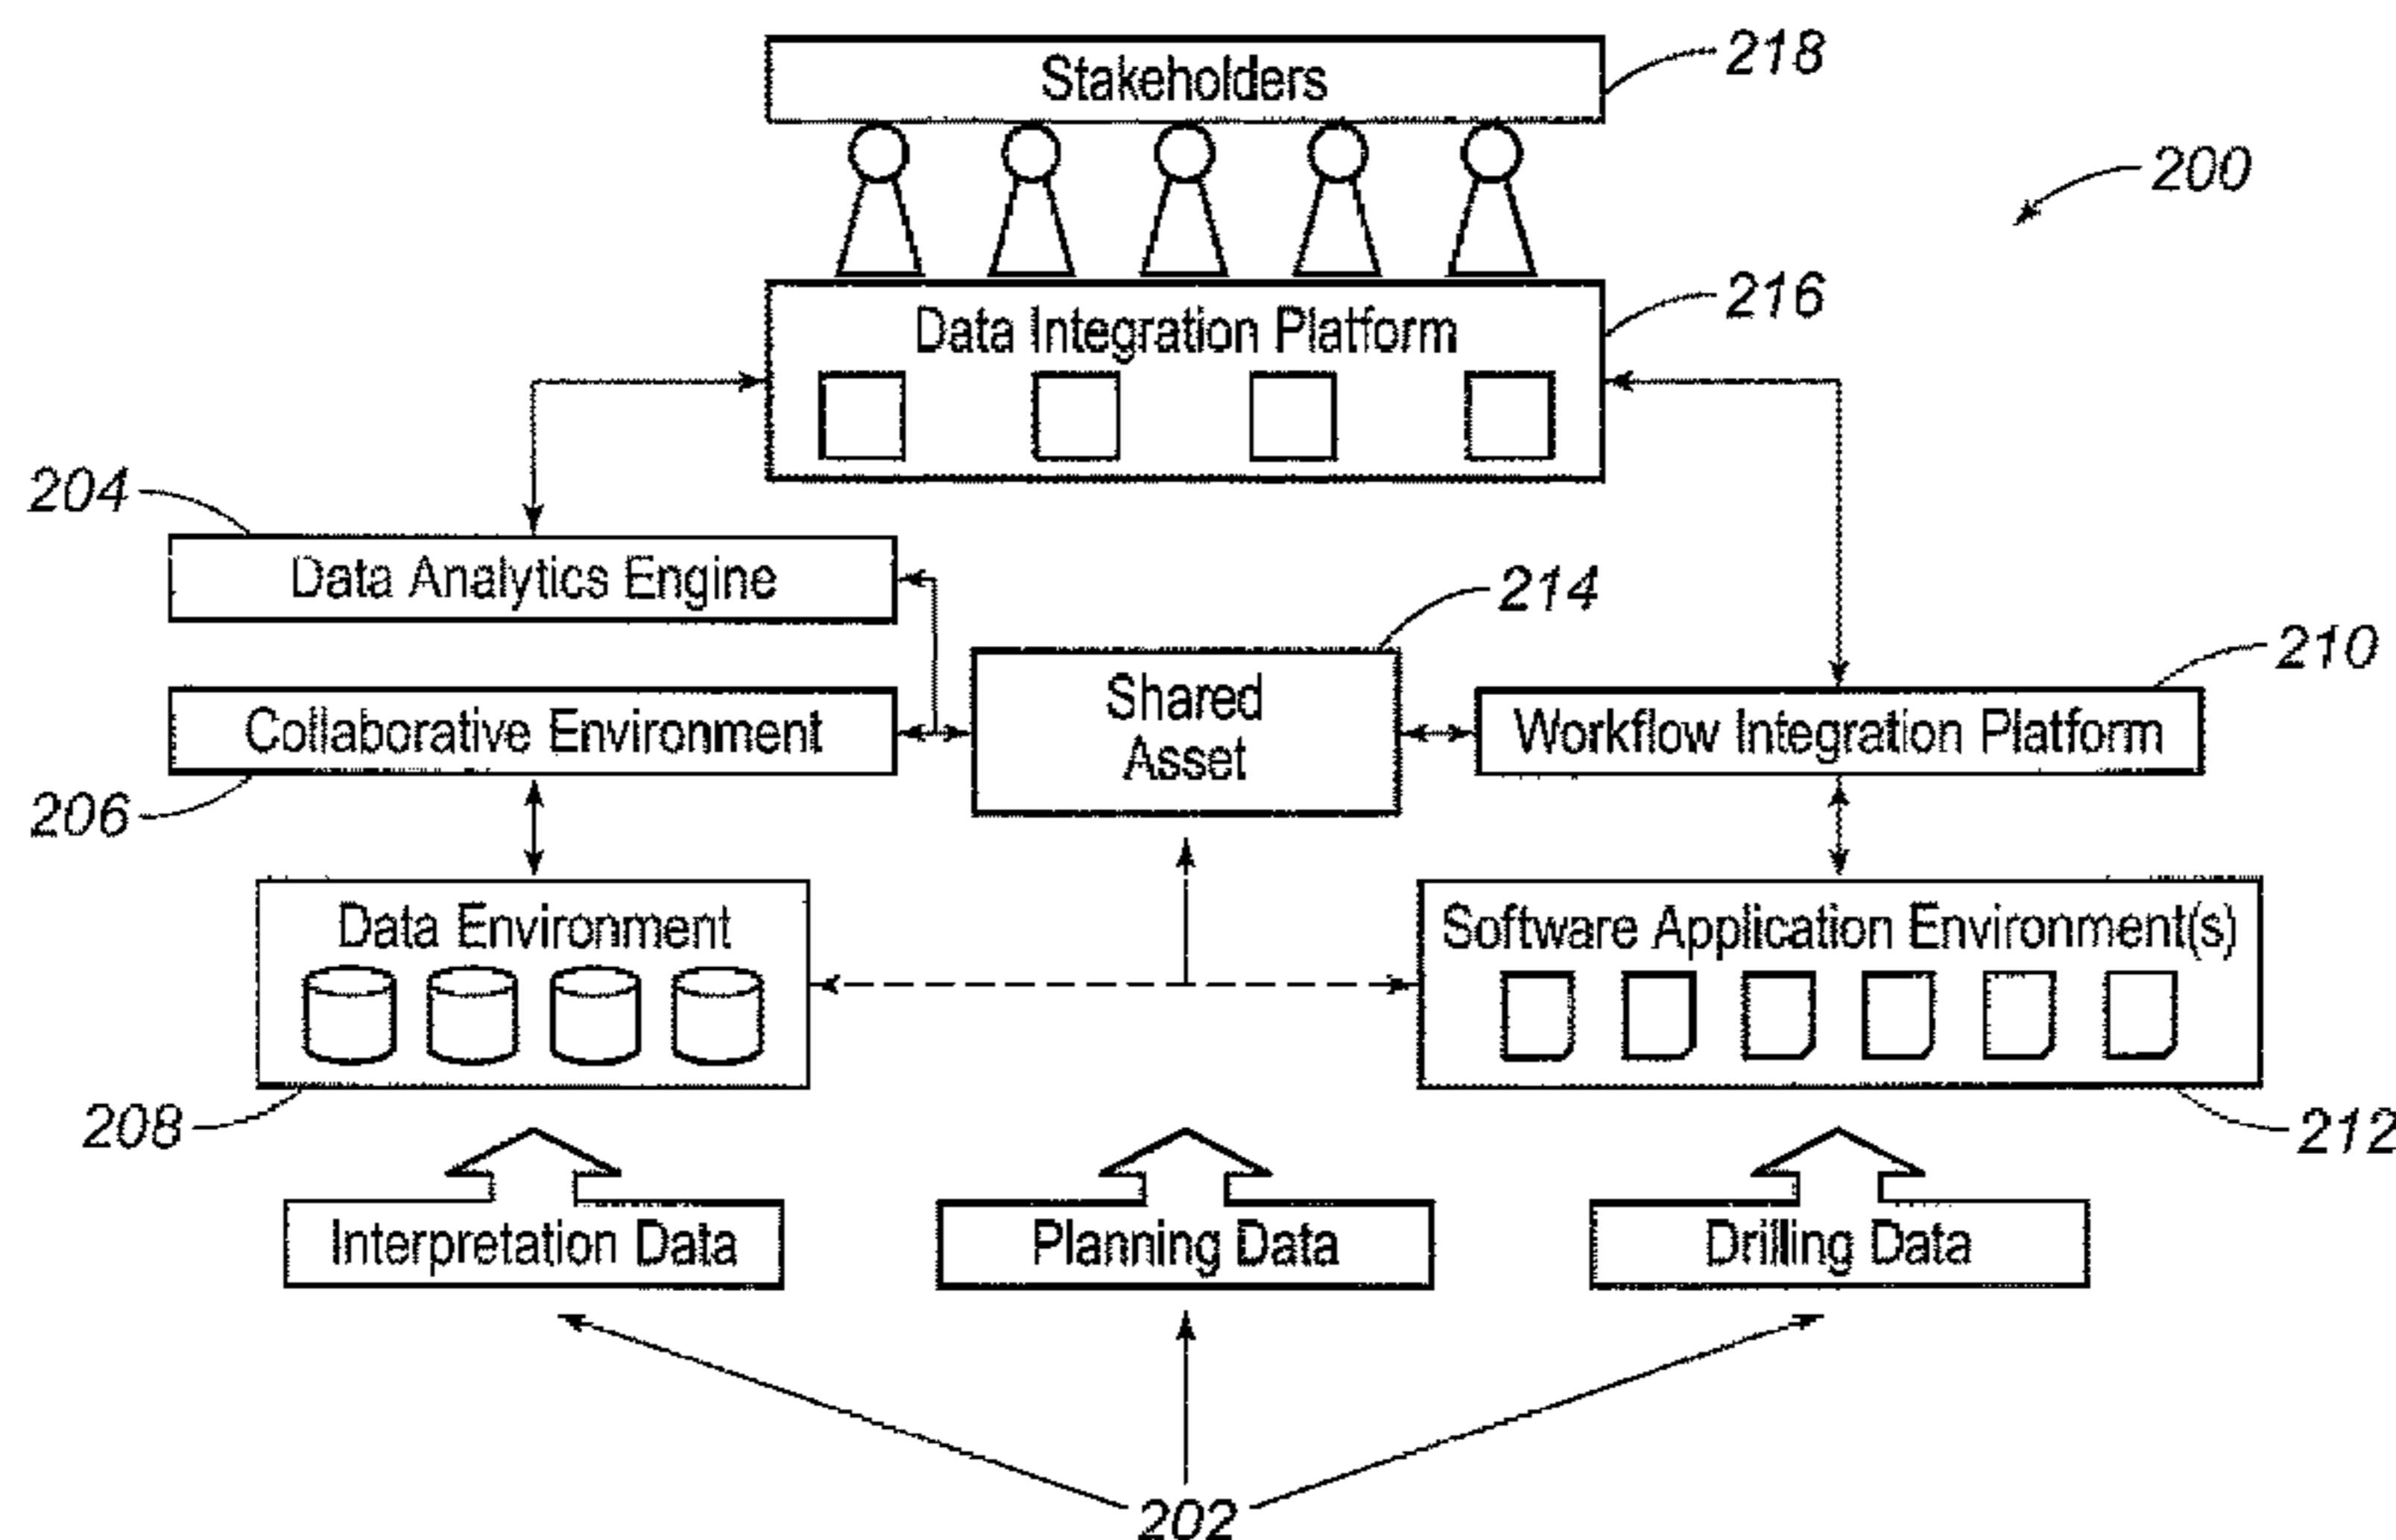 Stakeholders
218
200
Data Integration Platform
216
204
Data Analytics Engine
214
Shared
Asset
210
Collaborative Environment
Workflow Integration Platform
206
Data Environment
Software Application Environment(s)
208
212
Interpretation Data
Planning Data
Drilling Data
202